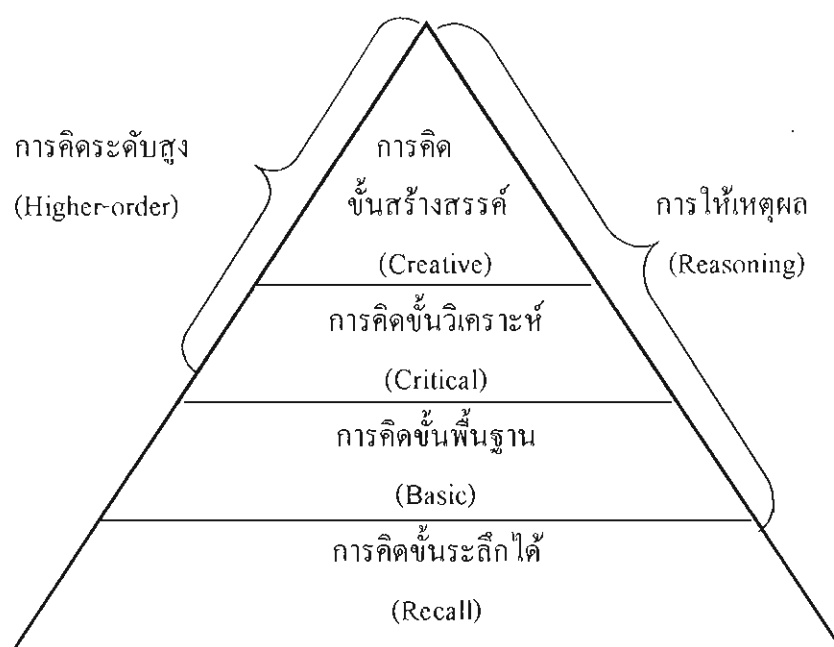 การคิดระดับสูง
(Higher-order)
การคิด
ขั้นสร้างสรรค์
(Creative)
การให้เหตุผล
(Reasoning)
การคิดขั้นวิเคราะห์
(Critical)
การคิดขั้นพื้นฐาน
(Basic)
การคิดขั้นระลึกได้
(Recall)